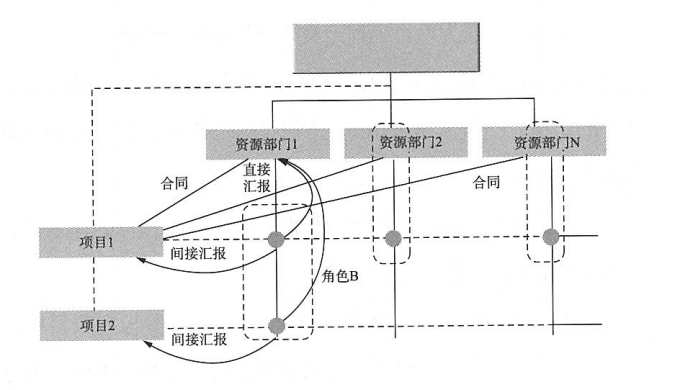 资源部门1
资源部门2
资源部门N
合同
直接
汇报
合同
项目1
间接汇报
角色B
项目2
间接汇报